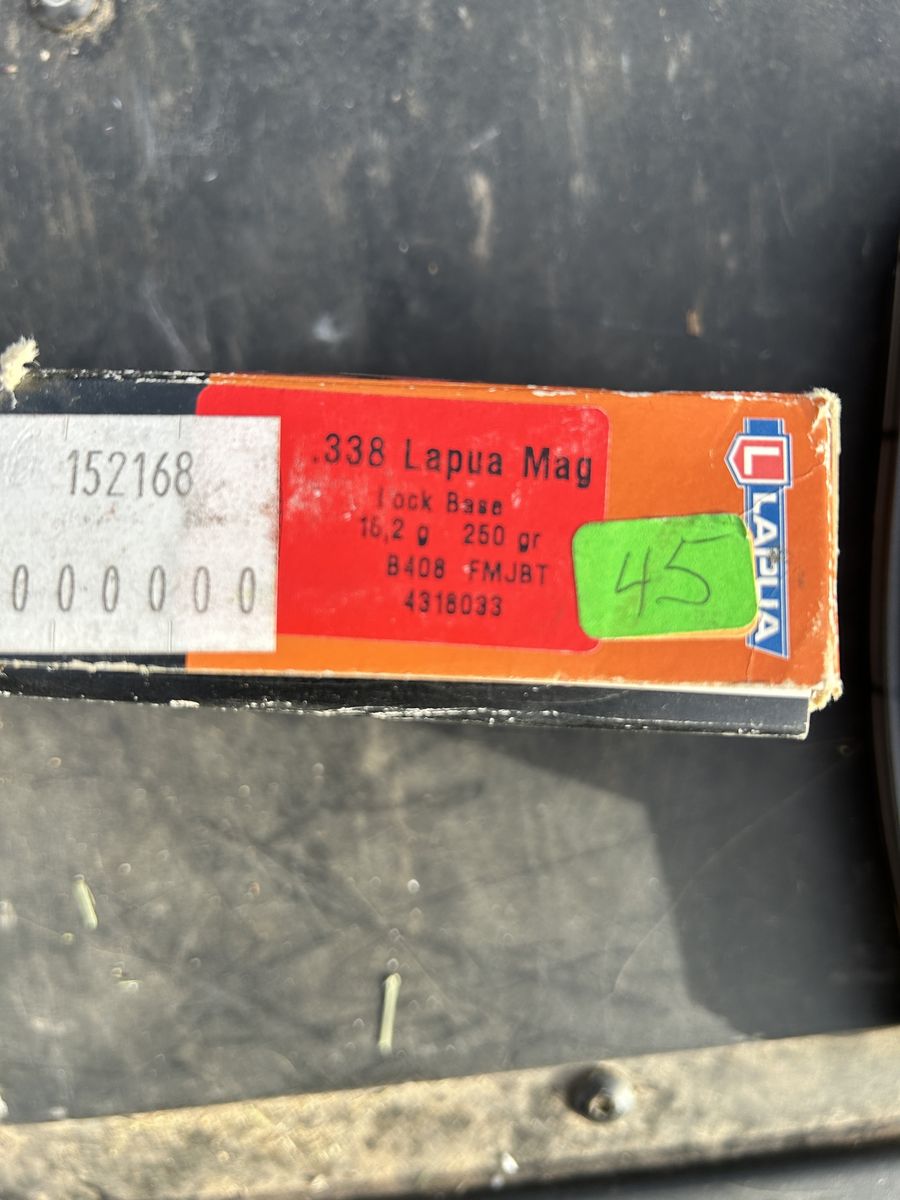 152168
000000
.338 Lapua Mag
Lock Base
16,2 g 250 gr
B408 FMJBT
4318033
45
L
LAPUA